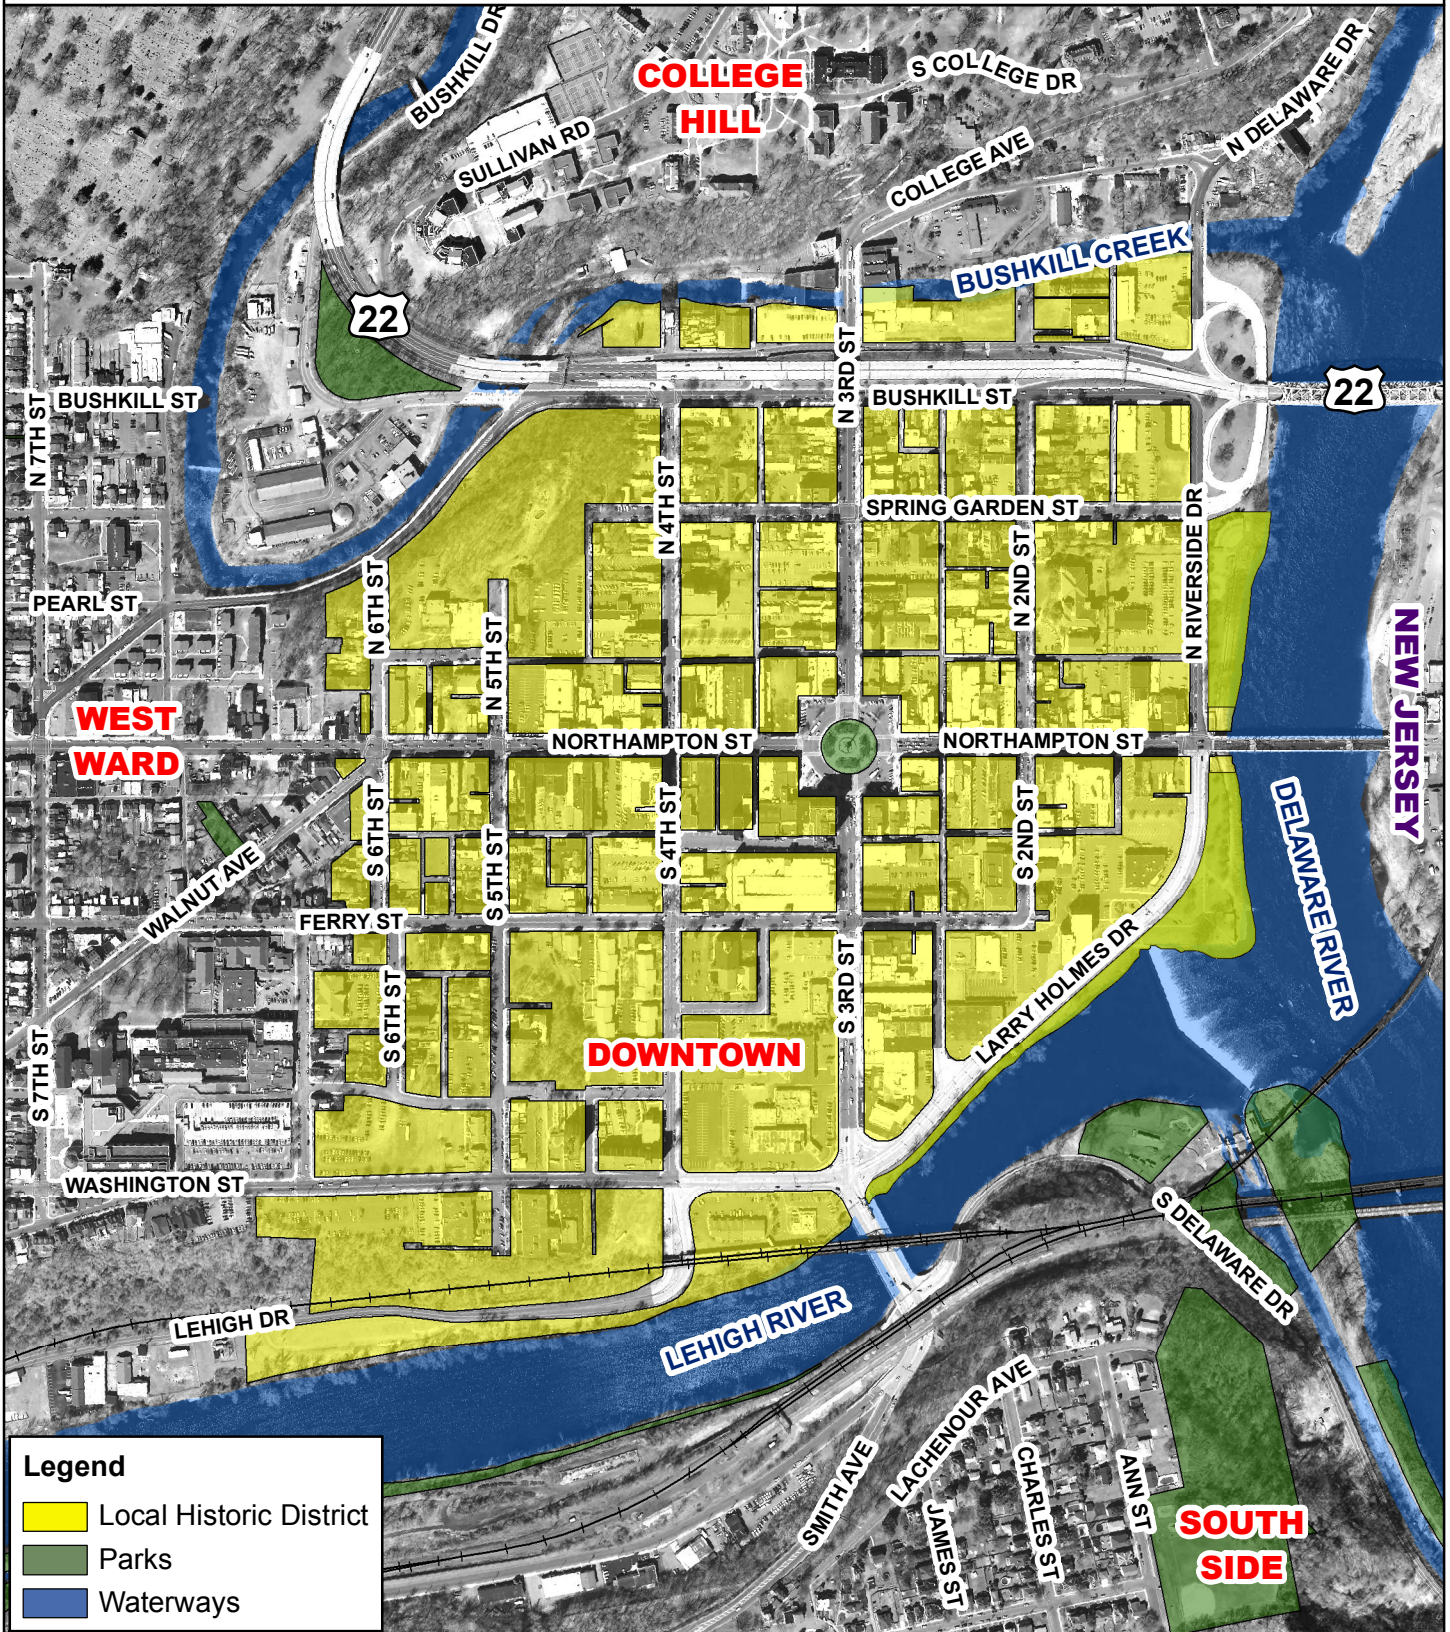 BUSHKILL DR
BUSHKILL DR
COLLEGE
HILL
S COLLEGE DR
N DELAWARE DR
SULLIVAN RD
COLLEGE AVE
BUSHKILL CREEK
22
22
N 7TH ST
BUSHKILL ST
N 3RD ST
BUSHKILL ST
N 4TH ST
SPRING GARDEN ST
N RIVERSIDE DR
N 2ND ST
PEARL ST
N 6TH ST
N 5TH ST
NEW JERSEY
WEST
WARD
NORTHAMPTON ST
NORTHAMPTON ST
S 6TH ST
S 4TH ST
S 2ND ST
DELAWARE RIVER
S 5TH ST
WALNUT AVE
FERRY ST
S 3RD ST
LARRY HOLMES DR
S 6TH ST
S 7TH ST
DOWNTOWN
WASHINGTON ST
S DELAWARE DR
LEHIGH DR
LEHIGH RIVER
LACHENOUR AVE
SMITH AVE
JAMES ST
CHARLES ST
ANN ST
SOUTH
SIDE
Legend
Local Historic District
Parks
Waterways